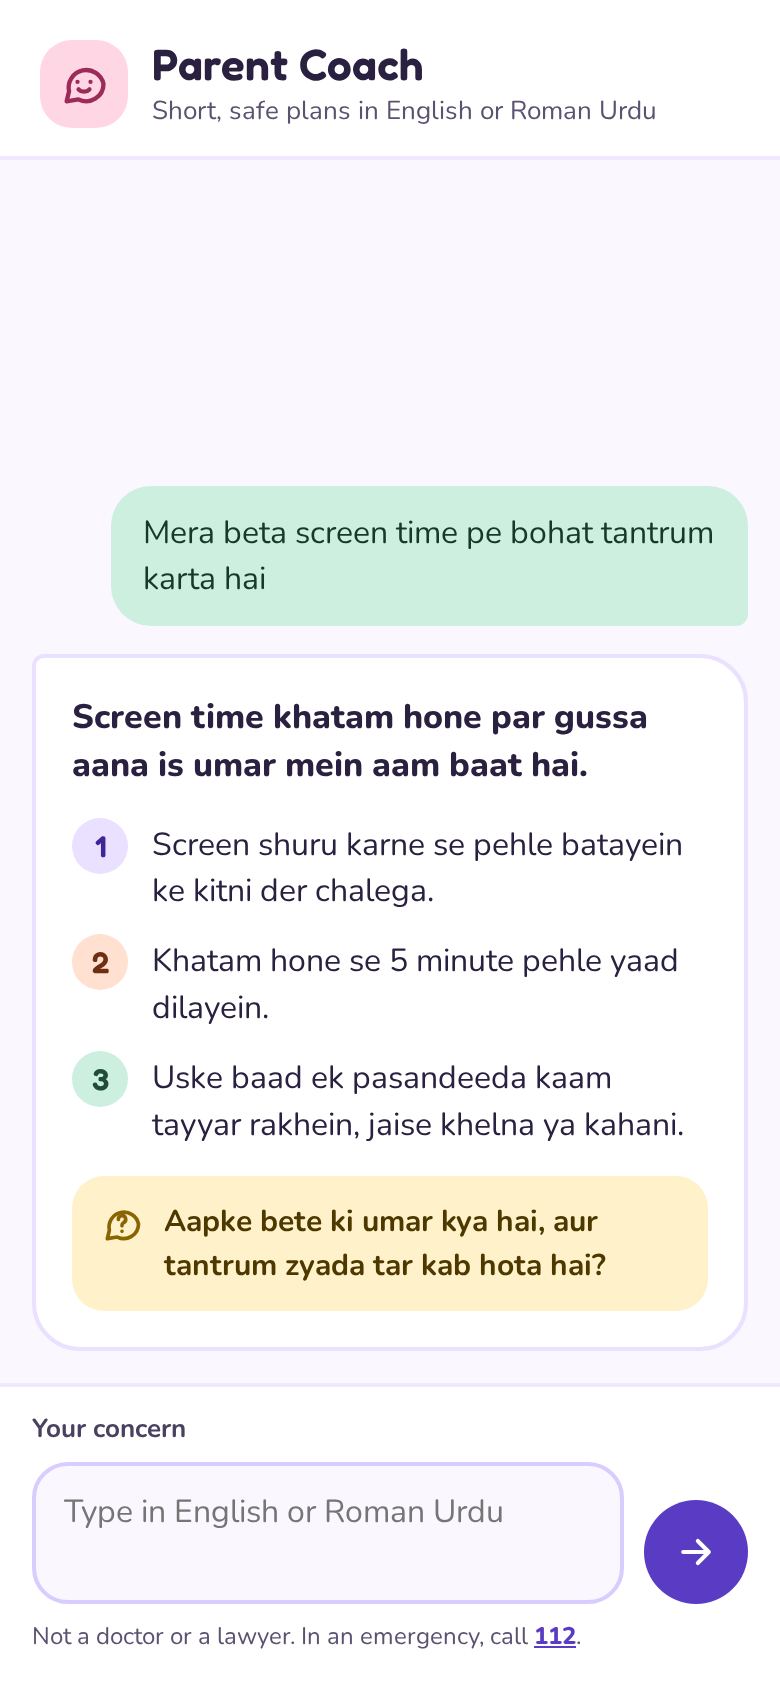 Parent Coach
Short, safe plans in English or Roman Urdu
Mera beta screen time pe bohat tantrum
karta hai
Screen time khatam hone par gussa
aana is umar mein aam baat hai.
1 Screen shuru karne se pehle batayein
ke kitni der chalega.
2 Khatam hone se 5 minute pehle yaad
dilayein.
3 Uske baad ek pasandeeda kaam
tayyar rakhein, jaise khelna ya kahani.
Aapke bete ki umar kya hai, aur
tantrum zyada tar kab hota hai?
Your concern
Type in English or Roman Urdu
Not a doctor or a lawyer. In an emergency, call 112.